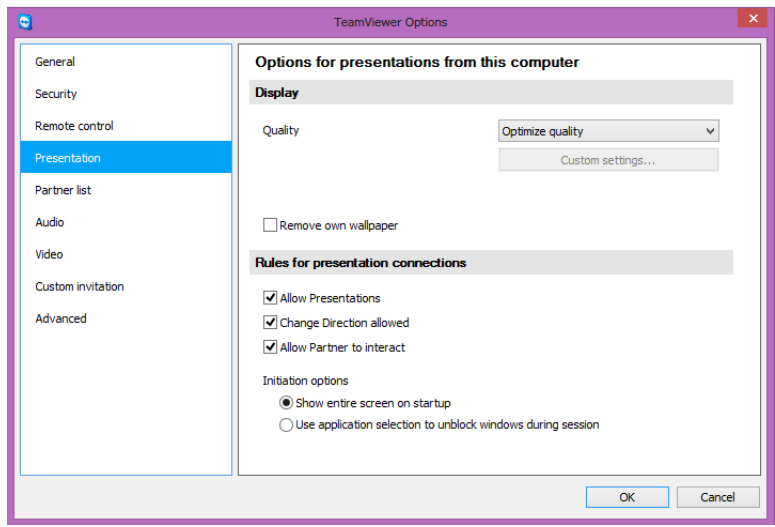 TeamViewer Options
General
Security
Remote control
Presentation
Partner list
Audio
Video
Custom invitation
Advanced
Options for presentations from this computer
Display
Quality
Optimize quality
Custom settings...
Remove own wallpaper
Rules for presentation connections
Allow Presentations
Change Direction allowed
Allow Partner to interact
Initiation options
Show entire screen on startup
Use application selection to unblock windows during session
OK
Cancel